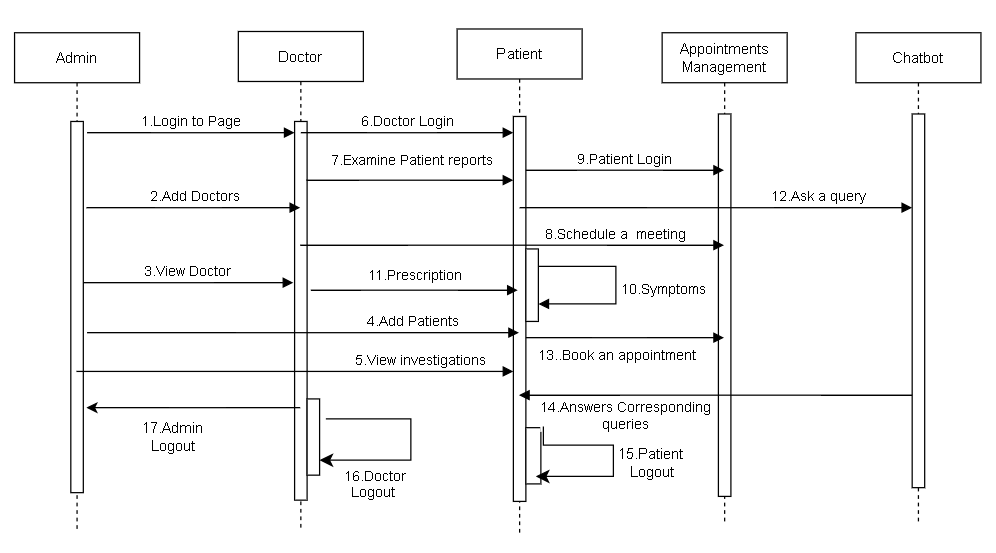 Admin
Doctor
Patient
Appointments
Management
Chatbot
1.Login to Page
6.Doctor Login
7.Examine Patient reports
9.Patient Login
2.Add Doctors
12.Ask a query
8.Schedule a  meeting
3.View Doctor
11.Prescription
10.Symptoms
4.Add Patients
5.View investigations
13..Book an appointment
14.Answers Corresponding
queries
17.Admin
Logout
16.Doctor
Logout
15.Patient
Logout